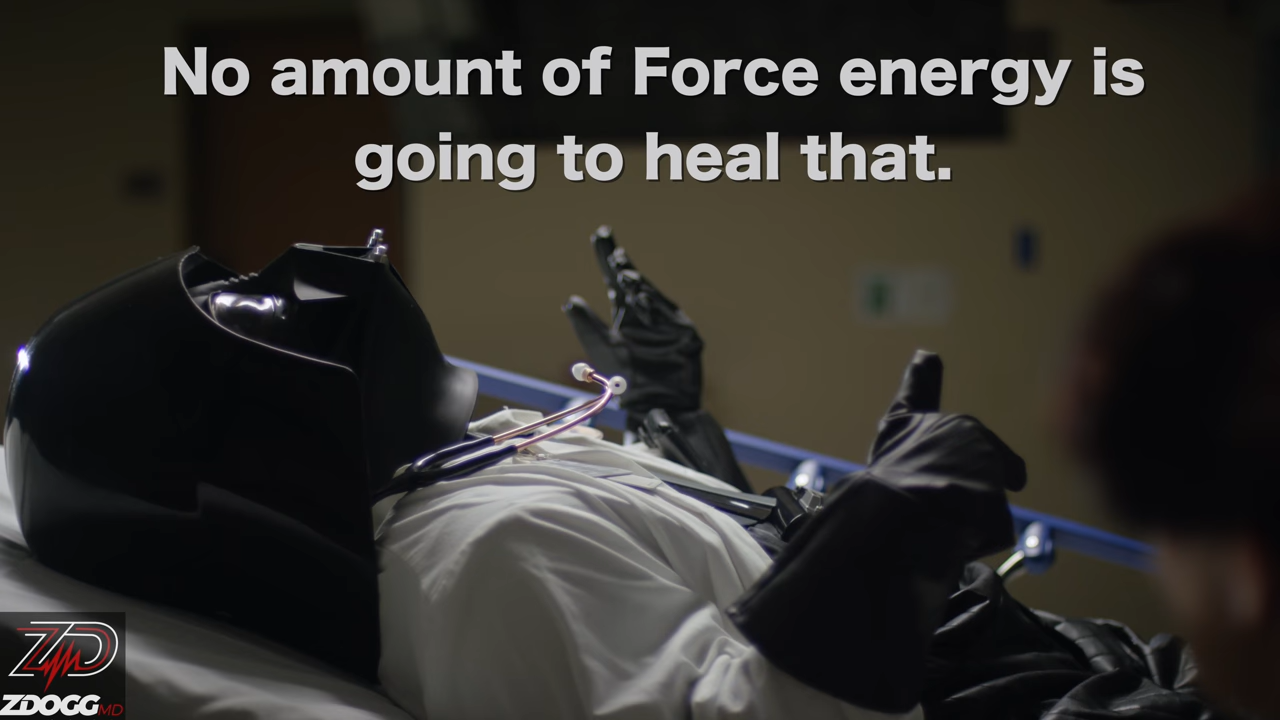 No amount of Force energy is
going to heal that.
ZD
ZDOGGMD